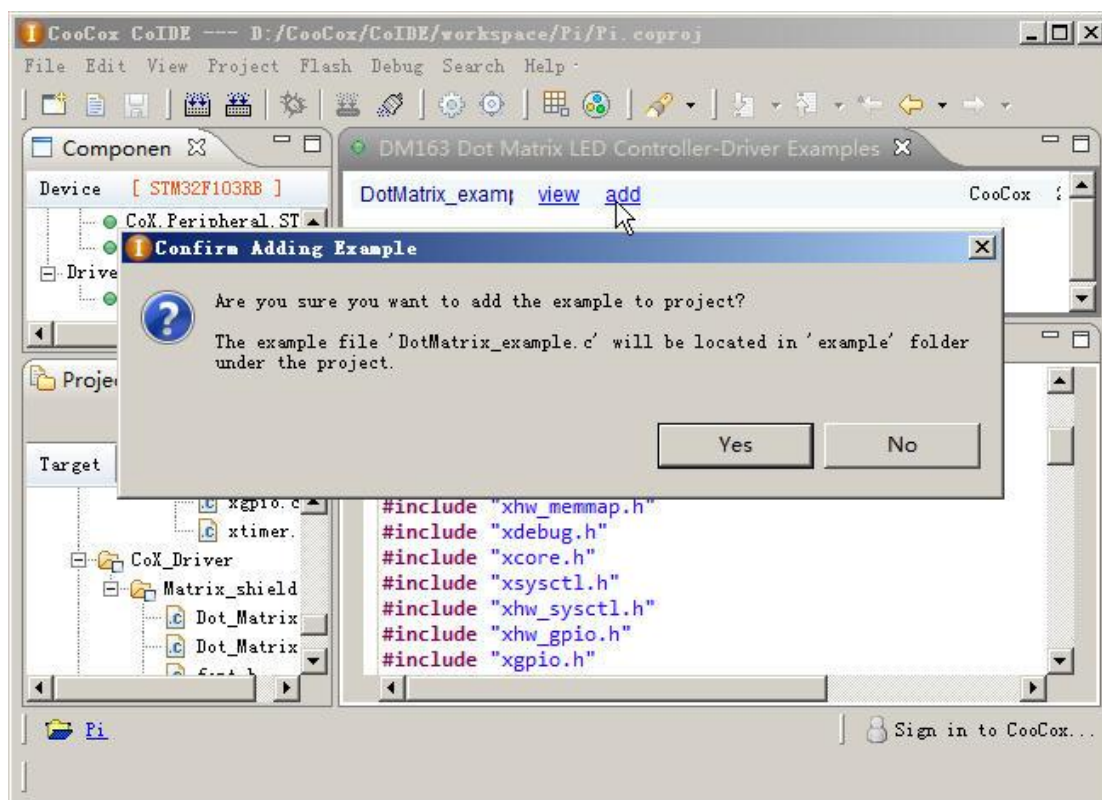 CooCox CoIDE --- D:/CooCox/CoIDE/workspace/Pi/Pi.coproj
File Edit View Project Flash Debug Search Help
Componen
DM163 Dot Matrix LED Controller-Driver Examples
Device [ STM32F103RB ]
DotMatrix_examp view add CooCox
CoX.Peripheral.ST
Confirm Adding Example
Drive
Are you sure you want to add the example to project?
The example file 'DotMatrix_example.c' will be located in 'example' folder
under the project.
Proje
Yes No
Target
xgpio.c
#include "xhw_memmap.h"
xtimer.
#include "xdebug.h"
CoX_Driver
#include "xcore.h"
Matrix_shield
#include "xsysctl.h"
Dot_Matrix
#include "xhw_sysctl.h"
#include "xhw_gpio.h"
Dot_Matrix
#include "xgpio.h"
Pi
Sign in to CooCox...